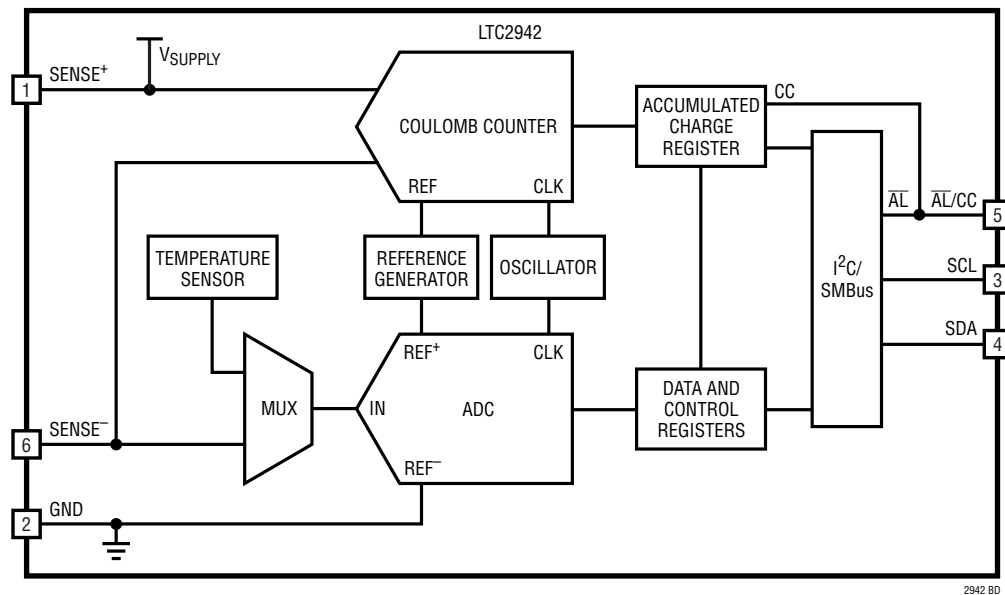 LTC2942
VSUPPLY
1
SENSE+
COULOMB COUNTER
REF
CLK
ACCUMULATED
CHARGE
REGISTER
CC
TEMPERATURE
SENSOR
REFERENCE
GENERATOR
OSCILLATOR
I2C/
SMBus
AL
AL/CC
5
SCL
3
SDA
4
REF+
CLK
MUX
IN
ADC
REF–
DATA AND
CONTROL
REGISTERS
6
SENSE–
2
GND
2942 BD